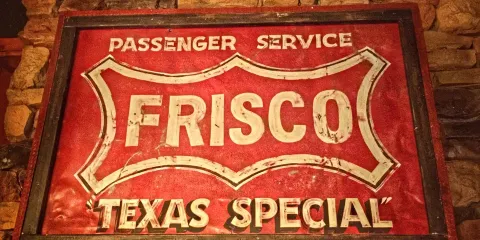 PASSENGER SERVICE
FRISCO
"TEXAS SPECIAL"